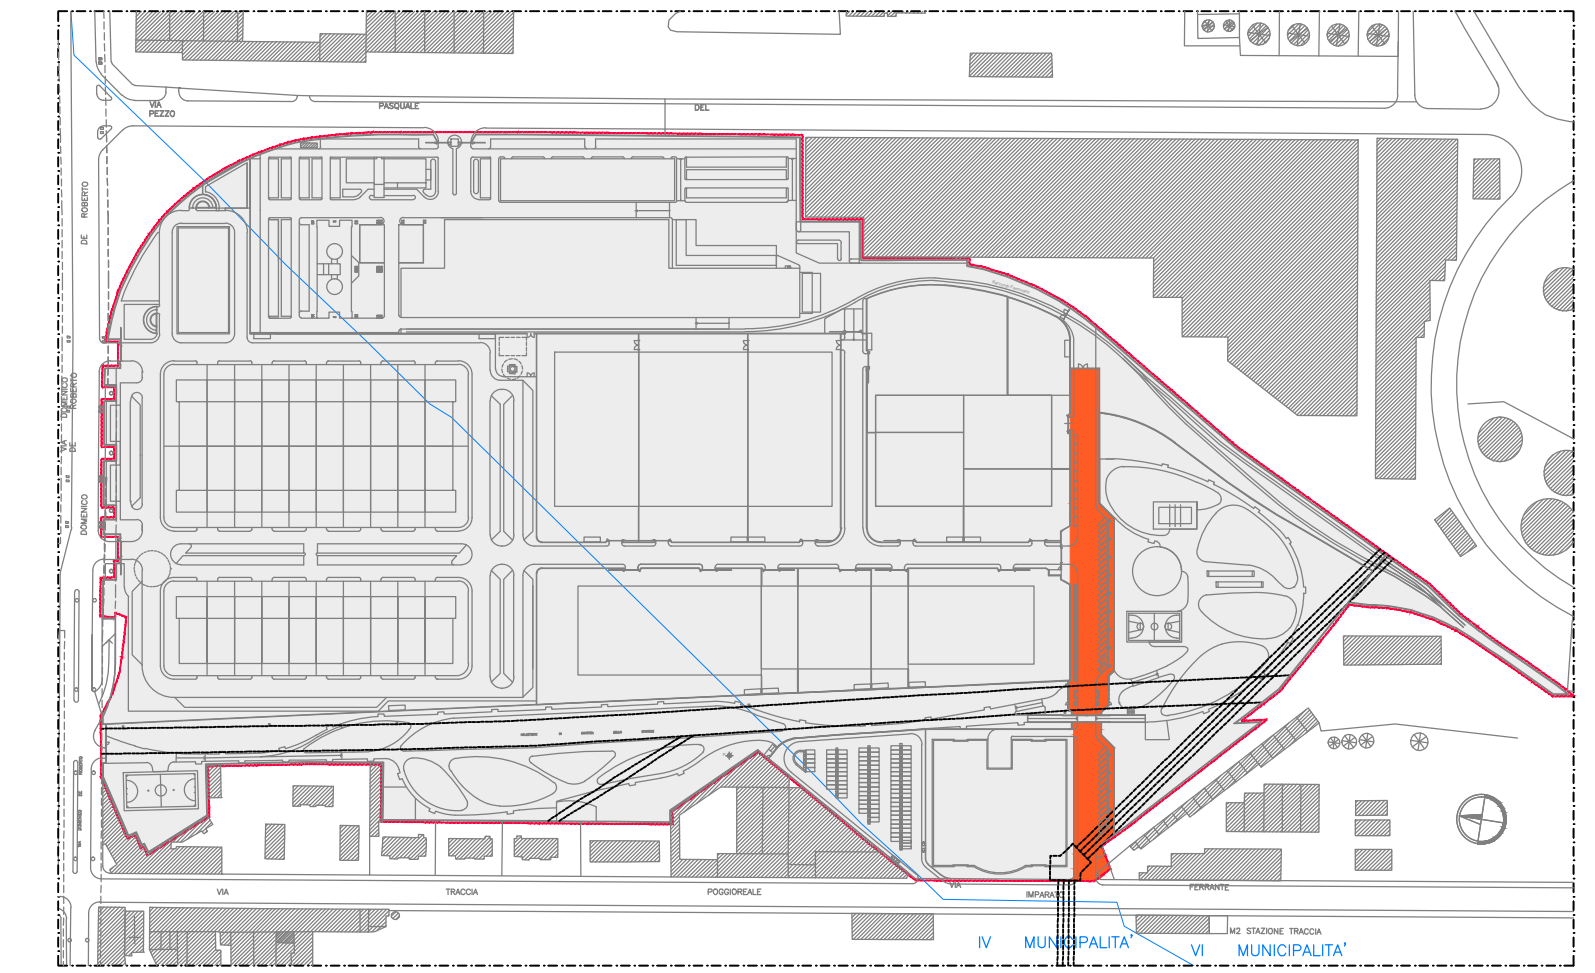 VIA
PEZZO
PASQUALE
DEL
ROBERTO
DE
DOMENICO
ROBERTO
DOMENICO
VIA
DE
VIA
TRACCIA
POGGIOREALE
VIA
IMPARATO
FERRANTE
M2 STAZIONE TRACCIA
IV MUNICIPALITA'
VI MUNICIPALITA'